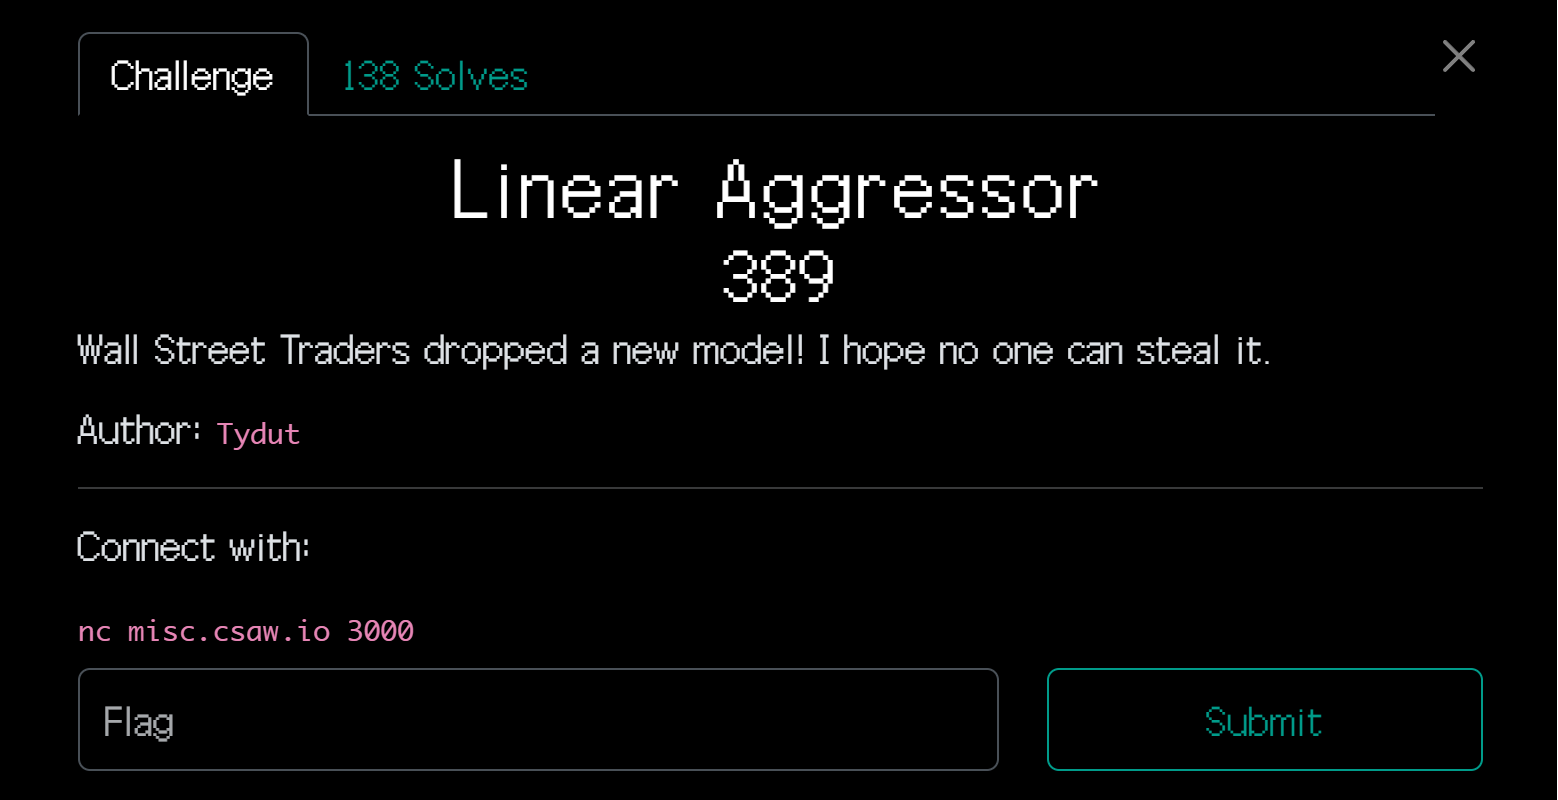 Challenge
138 Solves
Linear Aggressor
389
Wall Street Traders dropped a new model! I hope no one can steal it.
Author: Tydut
Connect with:
nc misc.csaw.io 3000
Flag
Submit